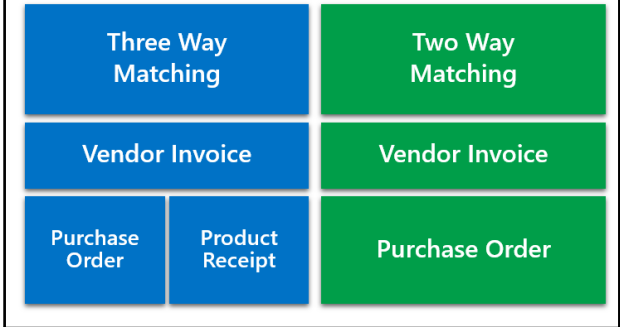 Three Way
Matching
Two Way
Matching
Vendor Invoice
Vendor Invoice
Purchase
Order
Product
Receipt
Purchase Order